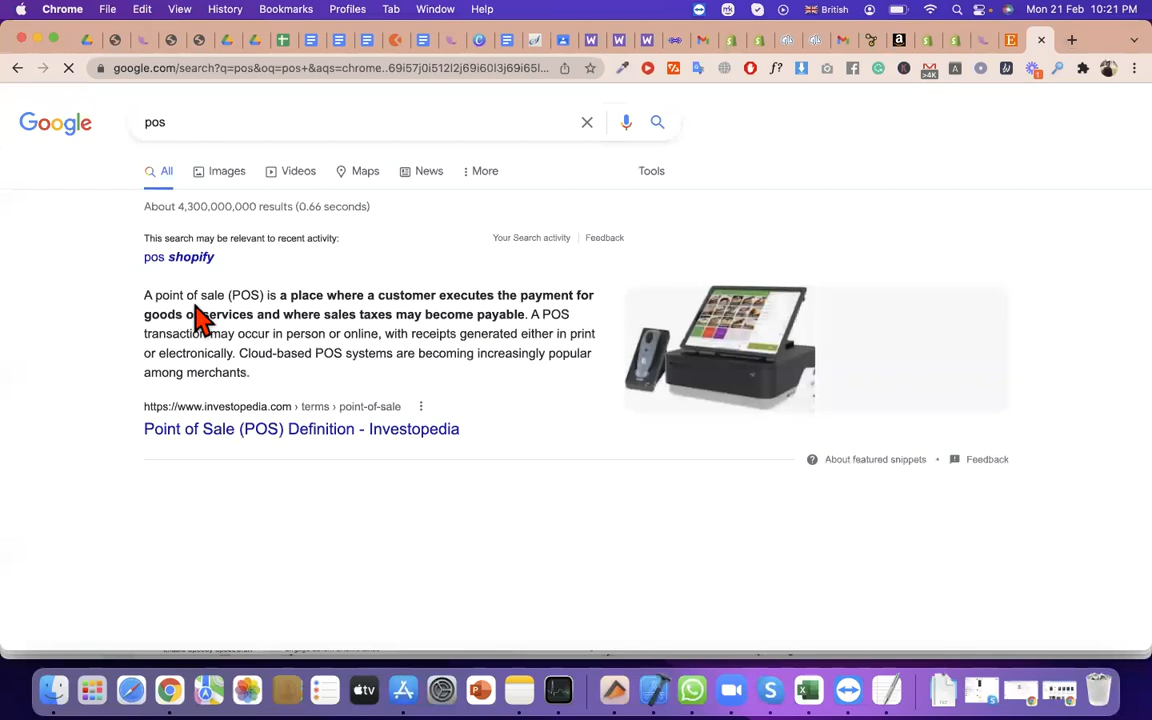 Chrome File Edit View History Bookmarks Profiles Tab Window Help British Mon 21 Feb 10:21 PM
google.com/search?q=pos&oq=pos+&aqs=chrome..69i57j0i512l2j69i60l3j69i65l...
>4K
Google
pos
All Images Videos Maps News More Tools
About 4,300,000,000 results (0.66 seconds)
This search may be relevant to recent activity: Your Search activity Feedback
pos shopify
A point of sale (POS) is a place where a customer executes the payment for
goods or services and where sales taxes may become payable. A POS
transaction may occur in person or online, with receipts generated either in print
or electronically. Cloud-based POS systems are becoming increasingly popular
among merchants.
https://www.investopedia.com › terms › point-of-sale
Point of Sale (POS) Definition - Investopedia
About featured snippets • Feedback
tv